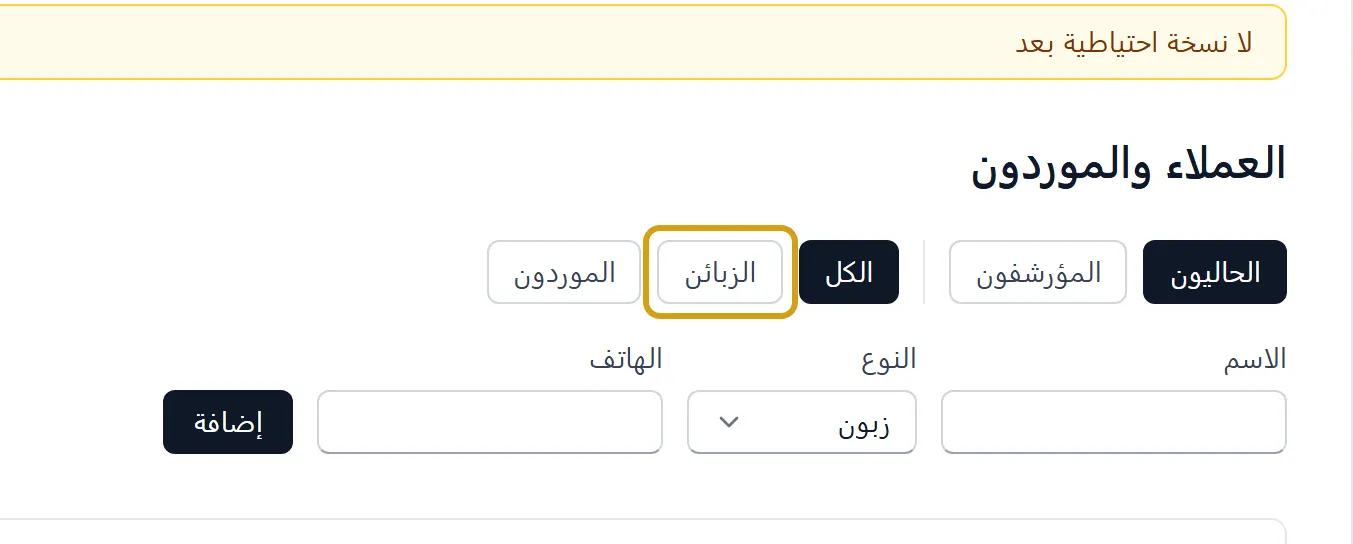 لا نسخة احتياطية بعد
العملاء والموردون
الحاليون المؤرشفون الكل الزبائن الموردون
الاسم النوع الهاتف
زبون إضافة